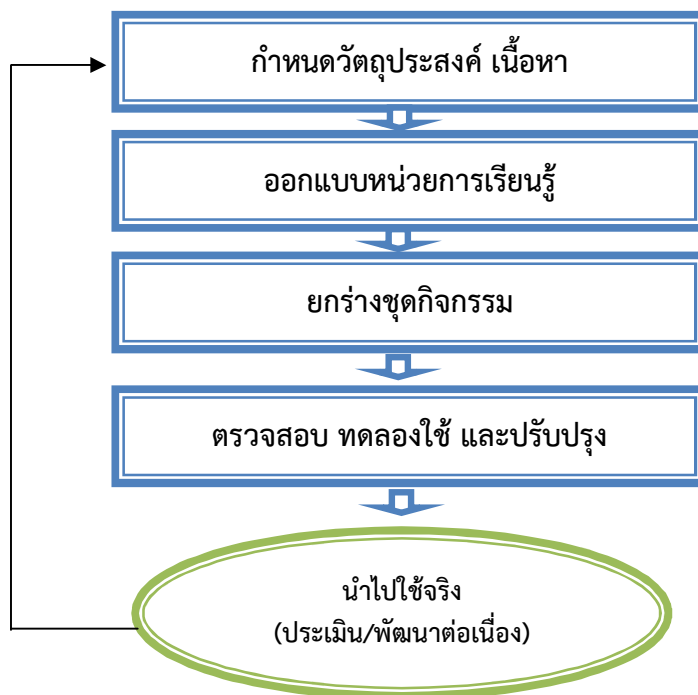 กำหนดวัตถุประสงค์ เนื้อหา
ออกแบบหน่วยการเรียนรู้
ยกร่างชุดกิจกรรม
ตรวจสอบ ทดลองใช้ และปรับปรุง
นำไปใช้จริง
(ประเมิน/พัฒนาต่อเนื่อง)